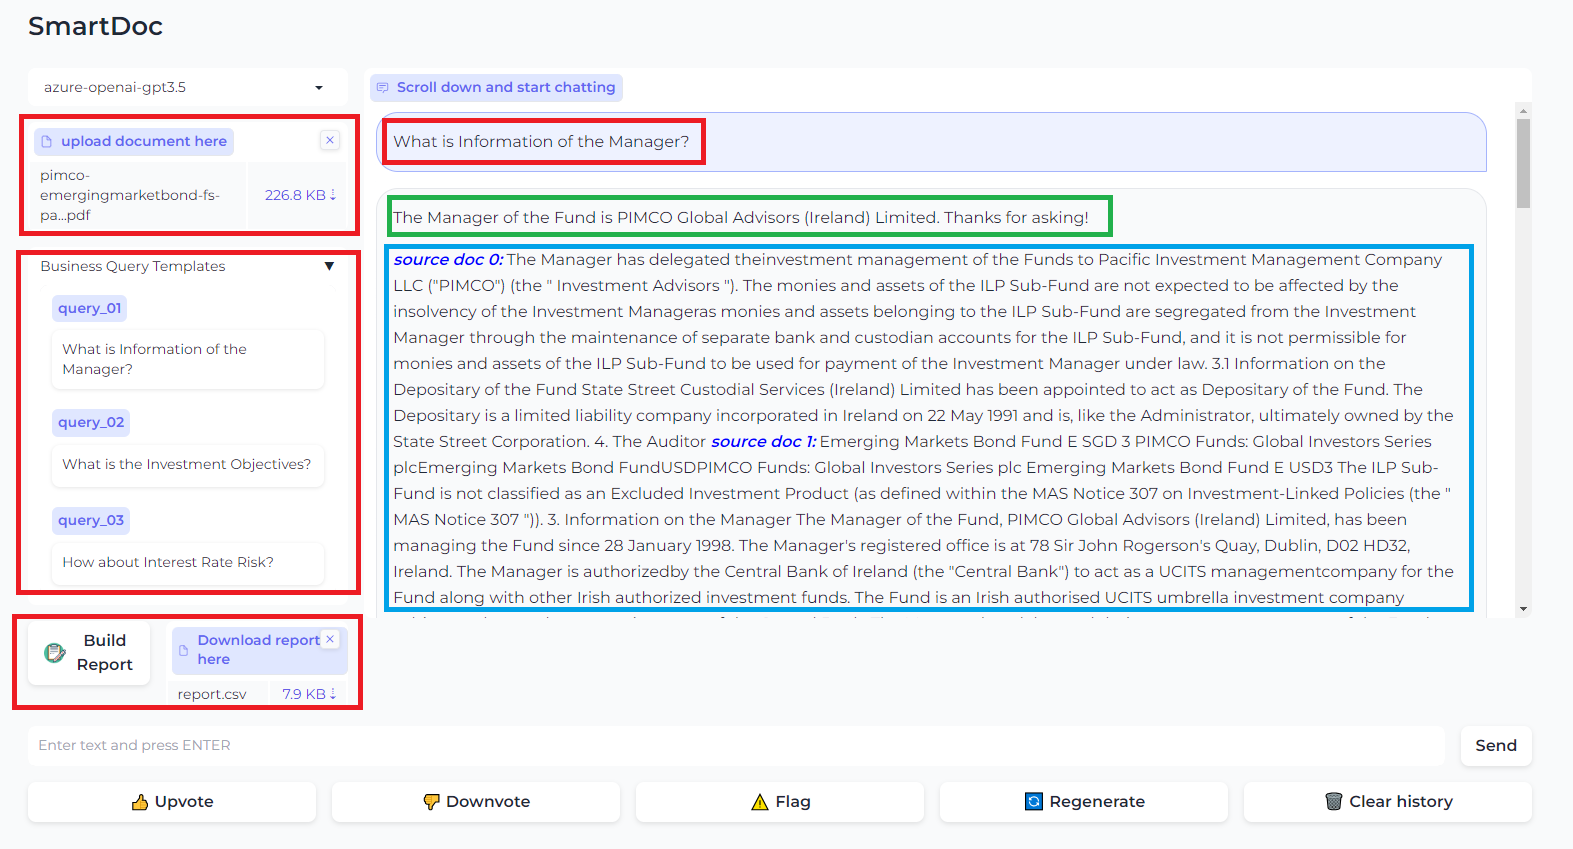 SmartDoc
azure-openai-gpt3.5
upload document here
pimco-
emergingmarketbond-fs-
pa...pdf
226.8 KB ⇣
Business Query Templates
query_01
What is Information of the
Manager?
query_02
What is the Investment Objectives?
query_03
How about Interest Rate Risk?
Build
Report
Download report
here
report.csv
7.9 KB ⇣
Scroll down and start chatting
What is Information of the Manager?
The Manager of the Fund is PIMCO Global Advisors (Ireland) Limited. Thanks for asking!
source doc 0: The Manager has delegated theinvestment management of the Funds to Pacific Investment Management Company
LLC ("PIMCO") (the " Investment Advisors "). The monies and assets of the ILP Sub-Fund are not expected to be affected by the
insolvency of the Investment Manageras monies and assets belonging to the ILP Sub-Fund are segregated from the Investment
Manager through the maintenance of separate bank and custodian accounts for the ILP Sub-Fund, and it is not permissible for
monies and assets of the ILP Sub-Fund to be used for payment of the Investment Manager under law. 3.1 Information on the
Depositary of the Fund State Street Custodial Services (Ireland) Limited has been appointed to act as Depositary of the Fund. The
Depositary is a limited liability company incorporated in Ireland on 22 May 1991 and is, like the Administrator, ultimately owned by the
State Street Corporation. 4. The Auditor source doc 1: Emerging Markets Bond Fund E SGD 3 PIMCO Funds: Global Investors Series
plcEmerging Markets Bond FundUSDPIMCO Funds: Global Investors Series plc Emerging Markets Bond Fund E USD3 The ILP Sub-
Fund is not classified as an Excluded Investment Product (as defined within the MAS Notice 307 on Investment-Linked Policies (the "
MAS Notice 307 ")). 3. Information on the Manager The Manager of the Fund, PIMCO Global Advisors (Ireland) Limited, has been
managing the Fund since 28 January 1998. The Manager's registered office is at 78 Sir John Rogerson's Quay, Dublin, D02 HD32,
Ireland. The Manager is authorizedby the Central Bank of Ireland (the "Central Bank") to act as a UCITS managementcompany for the
Fund along with other Irish authorized investment funds. The Fund is an Irish authorised UCITS umbrella investment company
Enter text and press ENTER
Send
Upvote
Downvote
Flag
Regenerate
Clear history